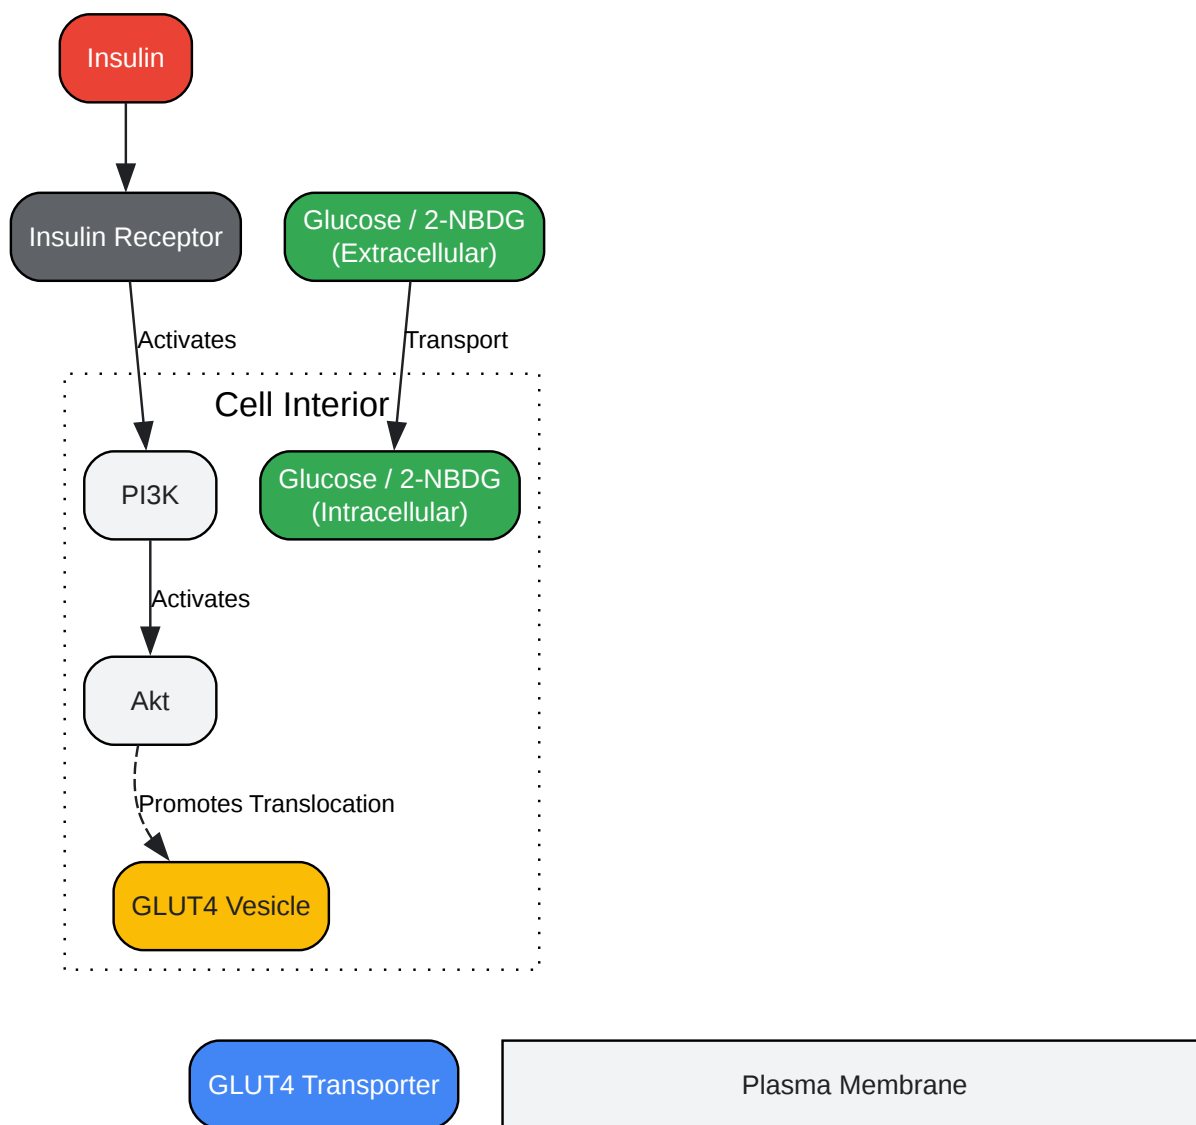 Insulin
Insulin Receptor
Glucose / 2-NBDG
(Extracellular)
Activates
Transport
Cell Interior
PI3K
Glucose / 2-NBDG
(Intracellular)
Activates
Akt
Promotes Translocation
GLUT4 Vesicle
GLUT4 Transporter
Plasma Membrane